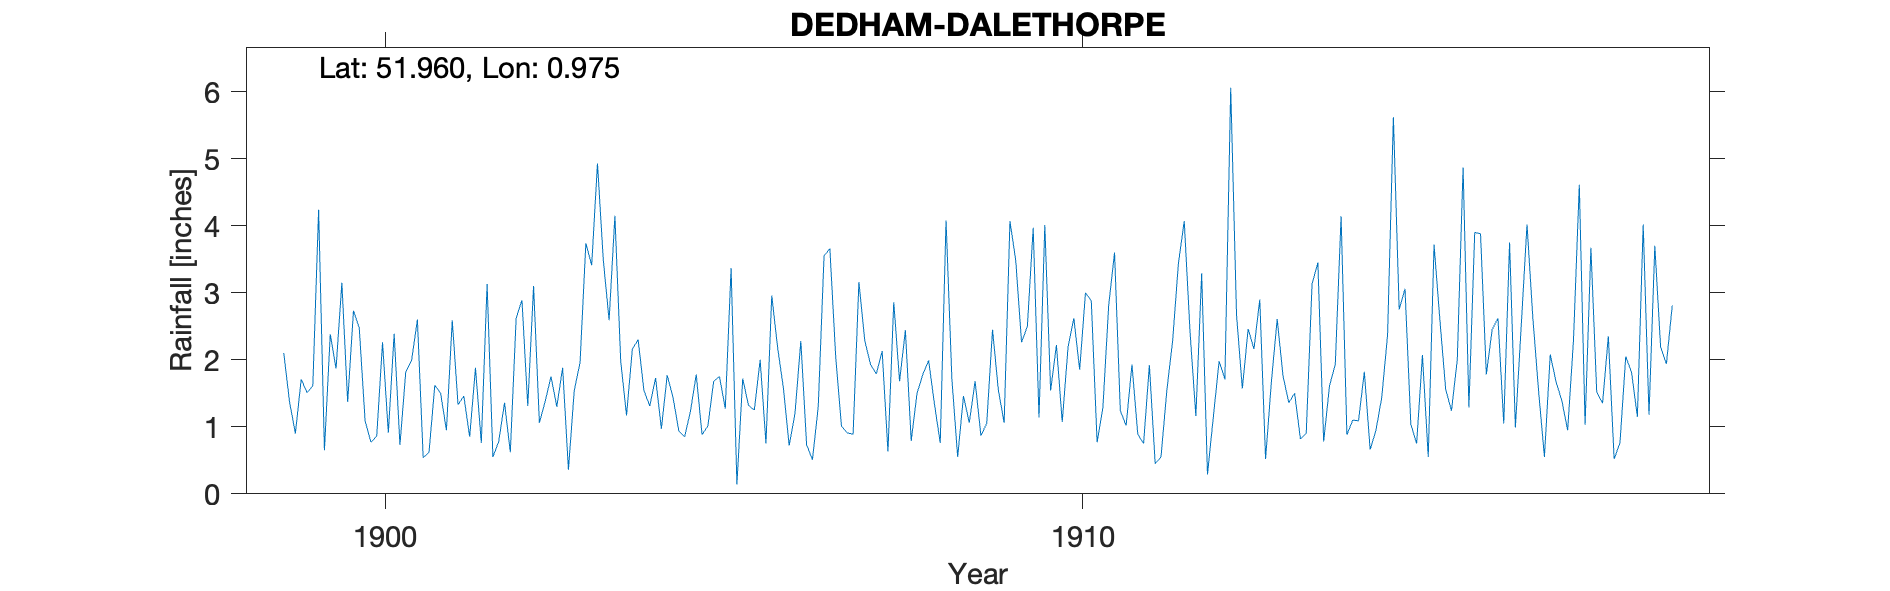 DEDHAM-DALETHORPE
Lat: 51.960, Lon: 0.975
Rainfall [inches]
6
5
4
3
2
1
0
1900
1910
Year